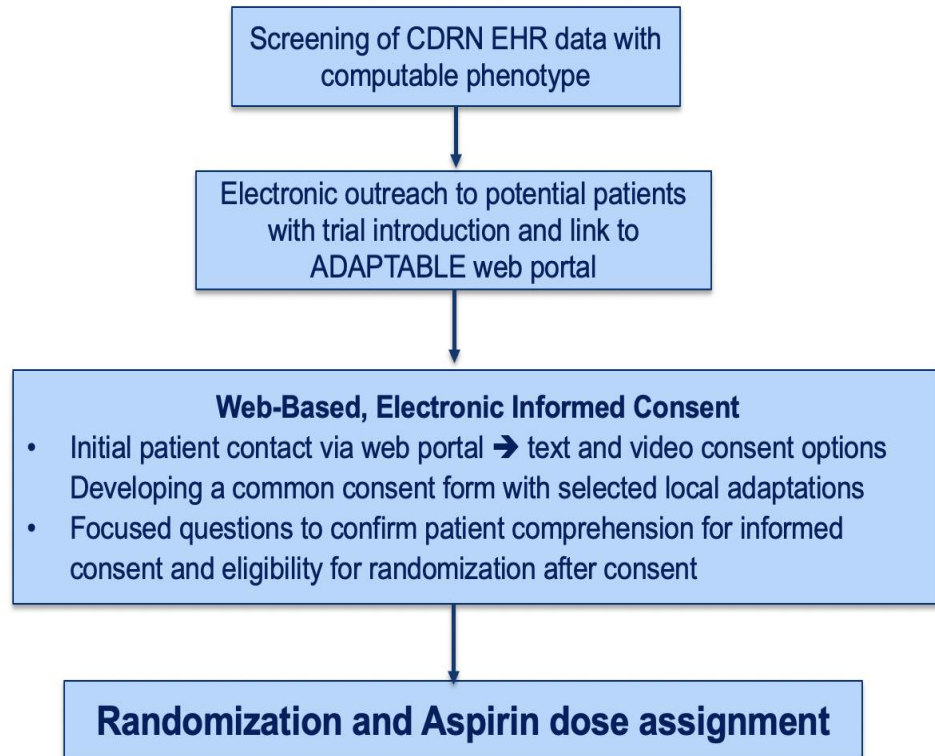 Screening of CDRN EHR data with
computable phenotype
Electronic outreach to potential patients
with trial introduction and link to
ADAPTABLE web portal
Web-Based, Electronic Informed Consent
• Initial patient contact via web portal ➔ text and video consent options
Developing a common consent form with selected local adaptations
• Focused questions to confirm patient comprehension for informed
consent and eligibility for randomization after consent
Randomization and Aspirin dose assignment